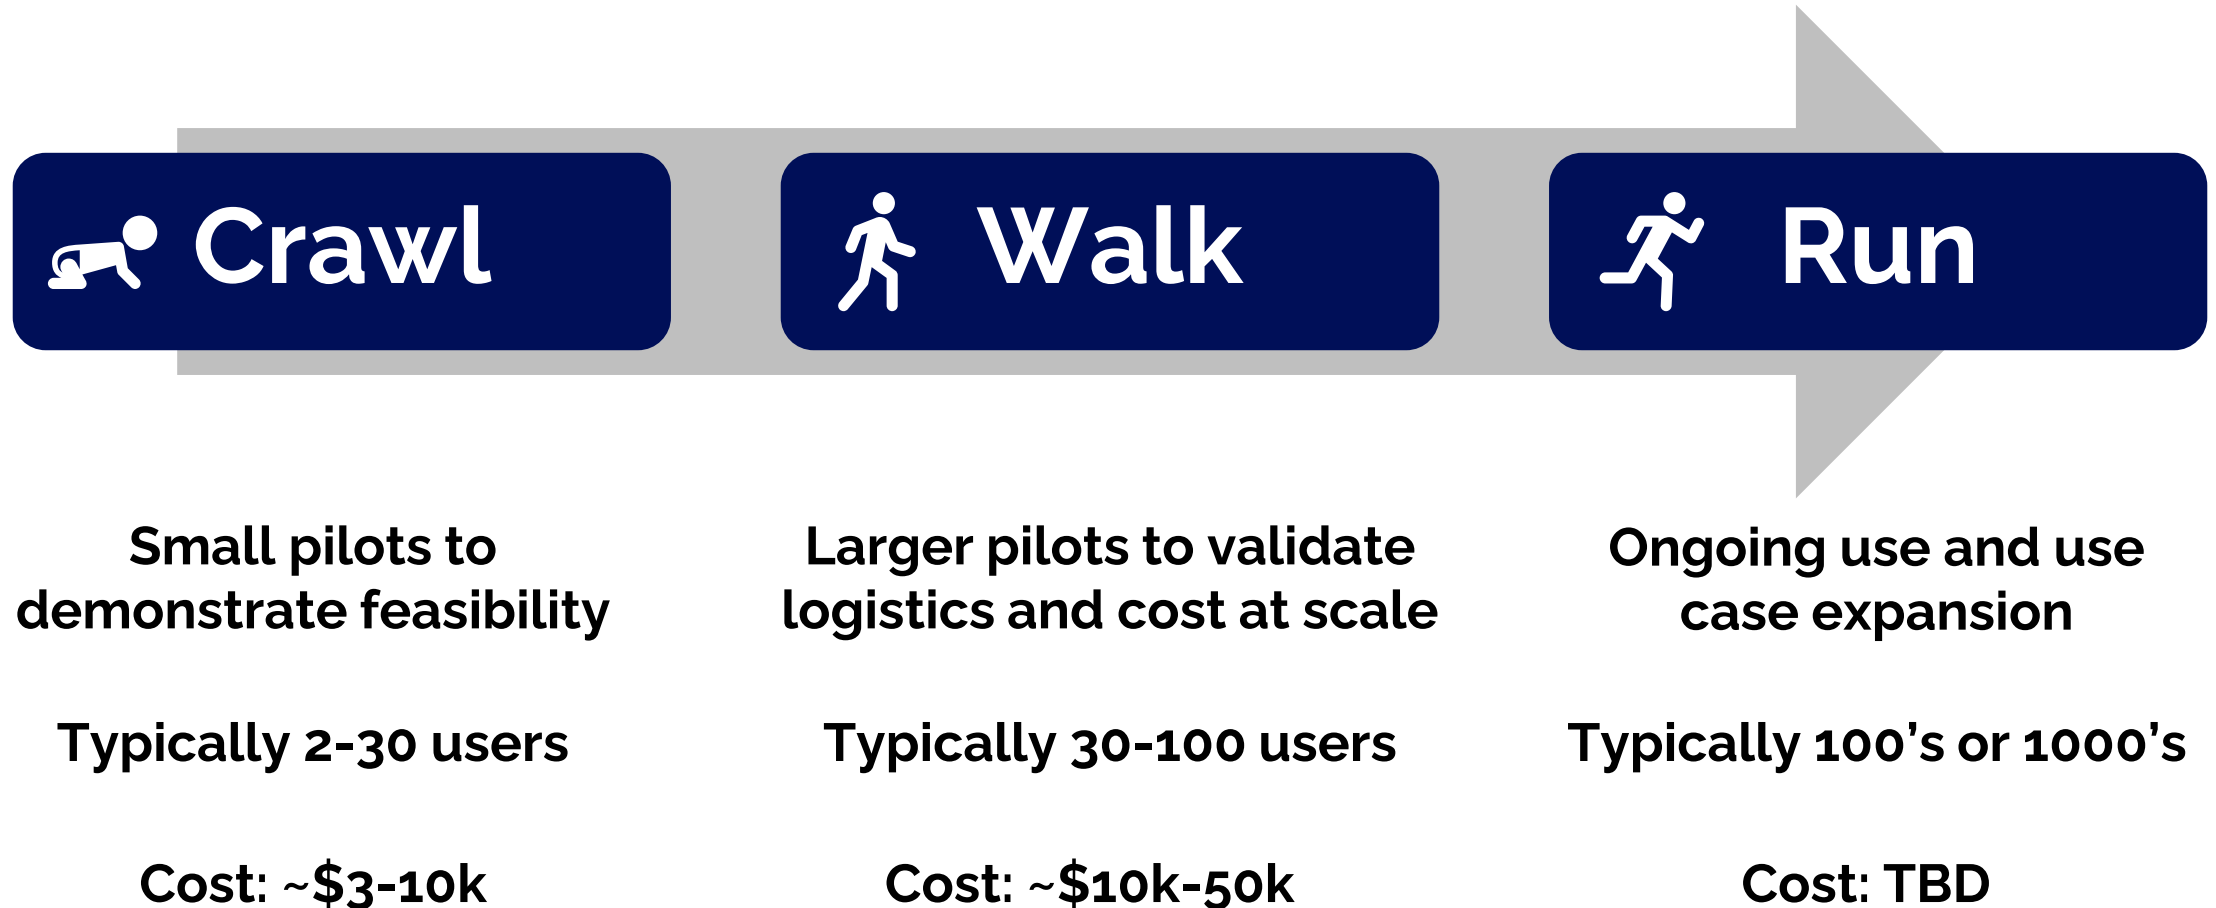 Crawl
Walk
Run
Small pilots to
demonstrate feasibility
Typically 2-30 users
Cost: ~$3-10k
Larger pilots to validate
logistics and cost at scale
Typically 30-100 users
Cost: ~$10k-50k
Ongoing use and use
case expansion
Typically 100’s or 1000’s
Cost: TBD